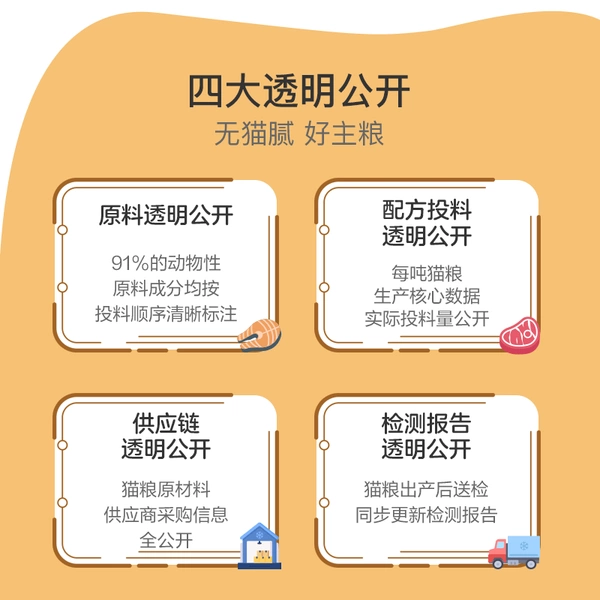 四大透明公开
无猫腻 好主粮
原料透明公开
91%的动物性
原料成分均按
投料顺序清晰标注
配方投料
透明公开
每吨猫粮
生产核心数据
实际投料量公开
供应链
透明公开
猫粮原材料
供应商采购信息
全公开
检测报告
透明公开
猫粮出产后送检
同步更新检测报告